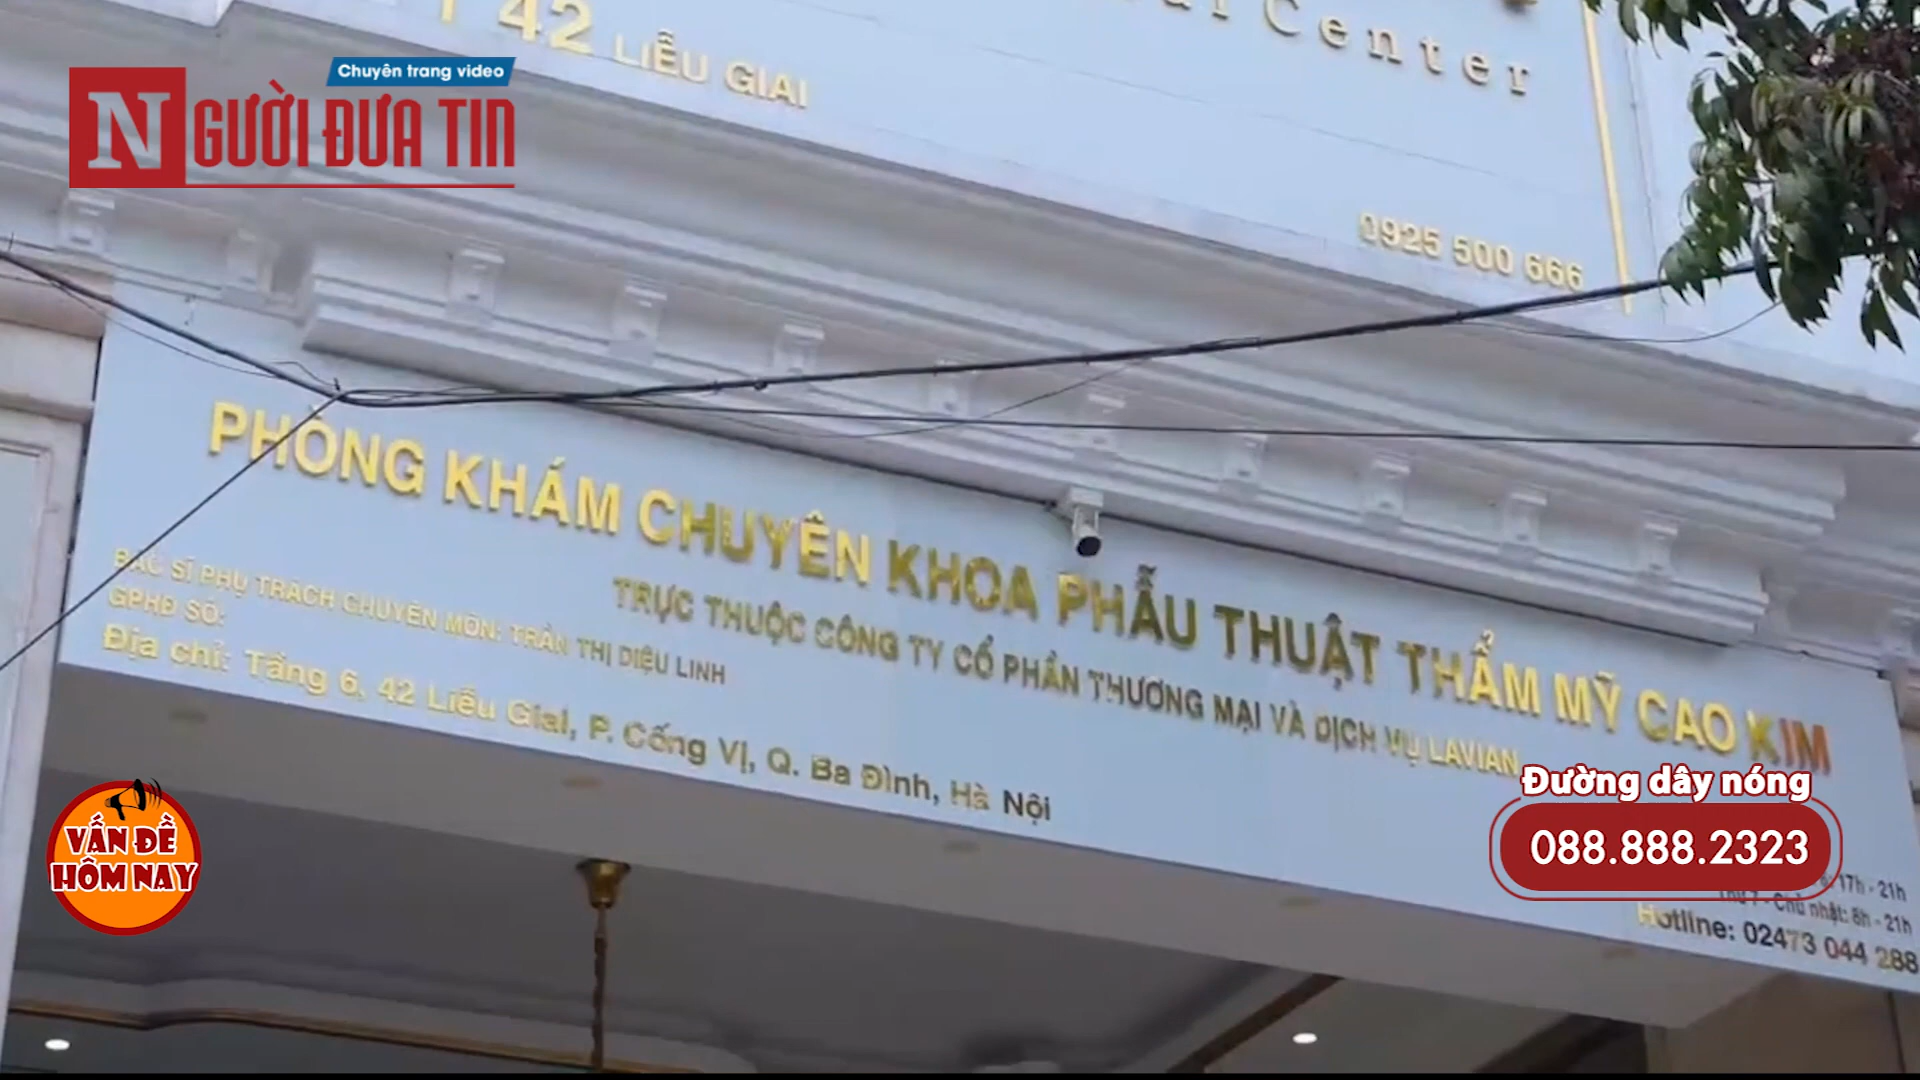 42 LIỄU GIAI
Center
Chuyên trang video
NGƯỜI ĐƯA TIN
0925 500 666
PHÒNG KHÁM CHUYÊN KHOA PHẪU THUẬT THẨM MỸ CAO KIM
TRỰC THUỘC CÔNG TY CỔ PHẦN THƯƠNG MẠI VÀ DỊCH VỤ LAVIAN
BÁC SĨ PHỤ TRÁCH CHUYÊN MÔN: TRẦN THỊ DIỆU LINH
GPHĐ SỐ:
Địa chỉ: Tầng 6, 42 Liễu Giai, P. Cống Vị, Q. Ba Đình, Hà Nội
Đường dây nóng
088.888.2323
17h - 21h
Thứ 7 - Chủ nhật: 8h - 21h
Hotline: 02473 044 288
VẤN ĐỀ
HÔM NAY